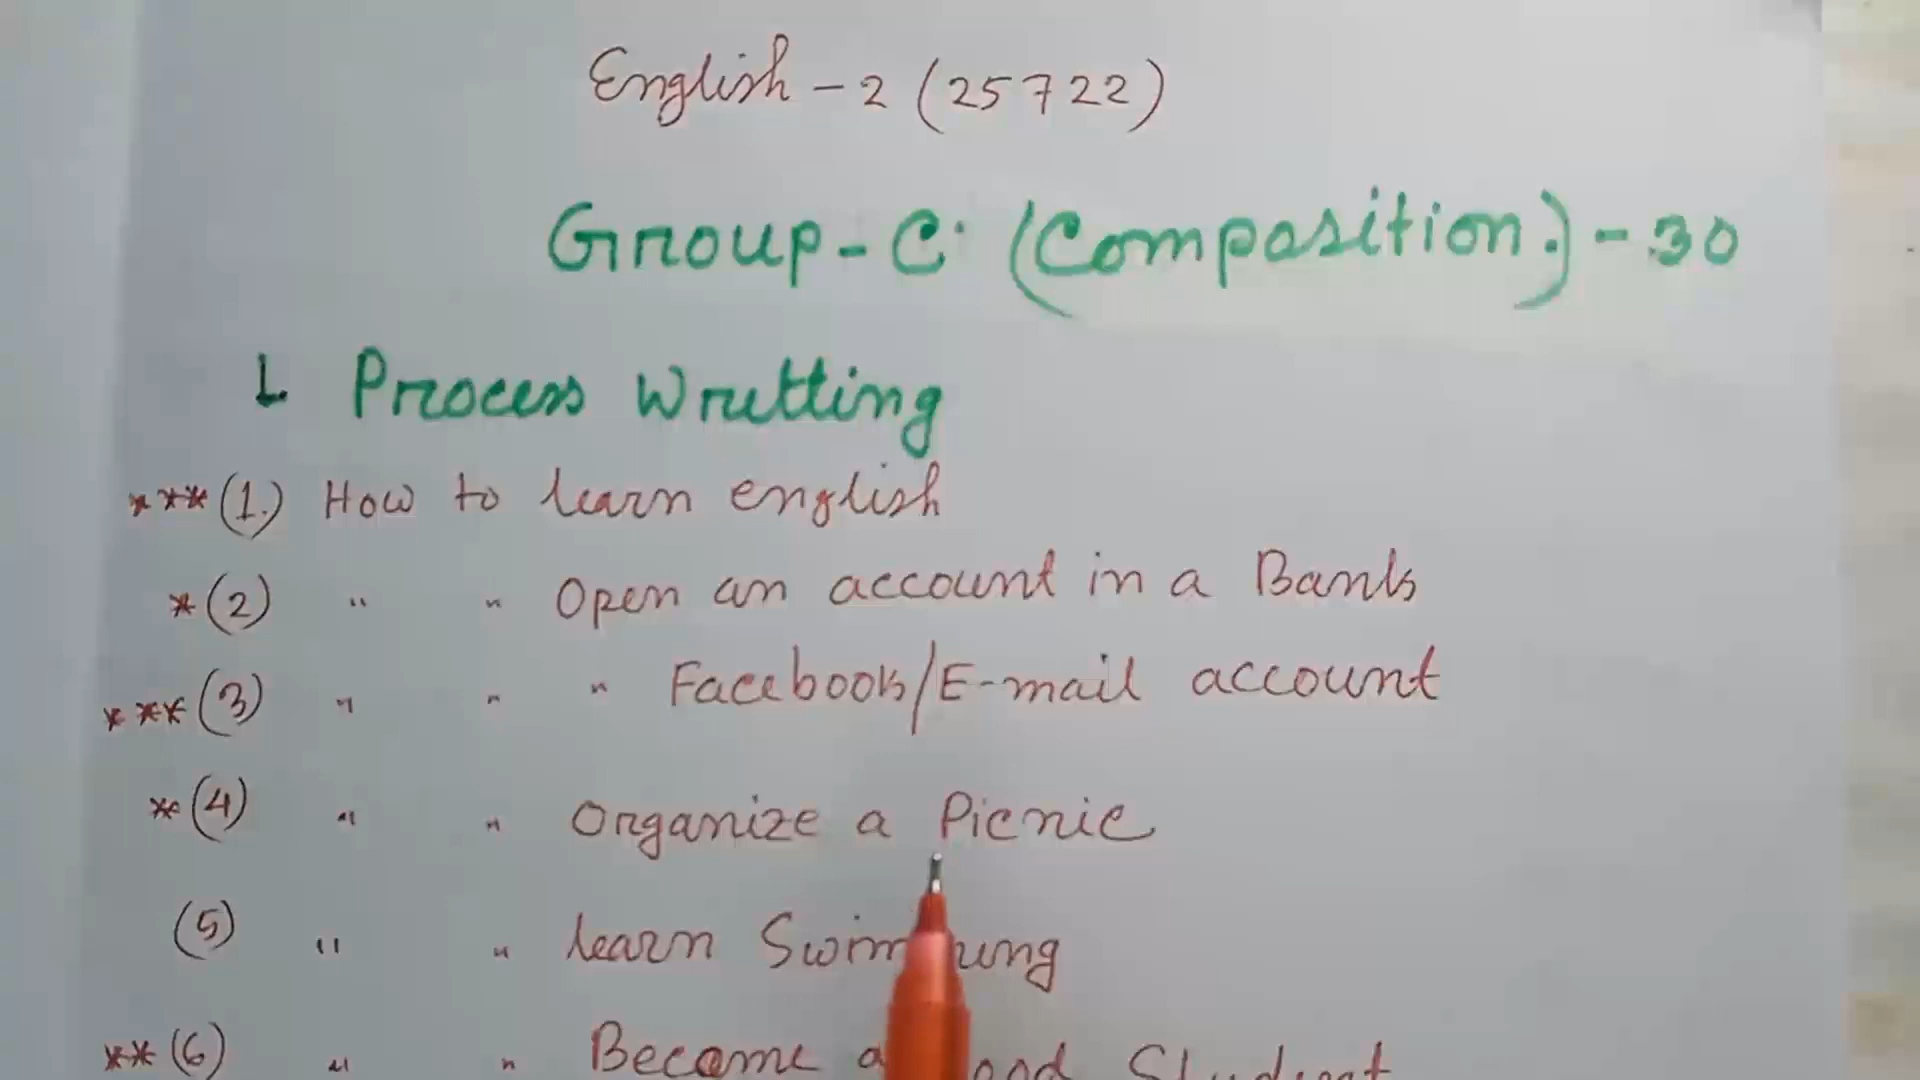 English - 2 (25722)
Group - C. (Composition.) - 30
1. Process Writting
***(1.) How to learn english
*(2) " " Open an account in a Bank
***(3) " " " Facebook/E-mail account
*(4) " " Organize a Picnic
(5) " " learn
**(6) " " Become a Student